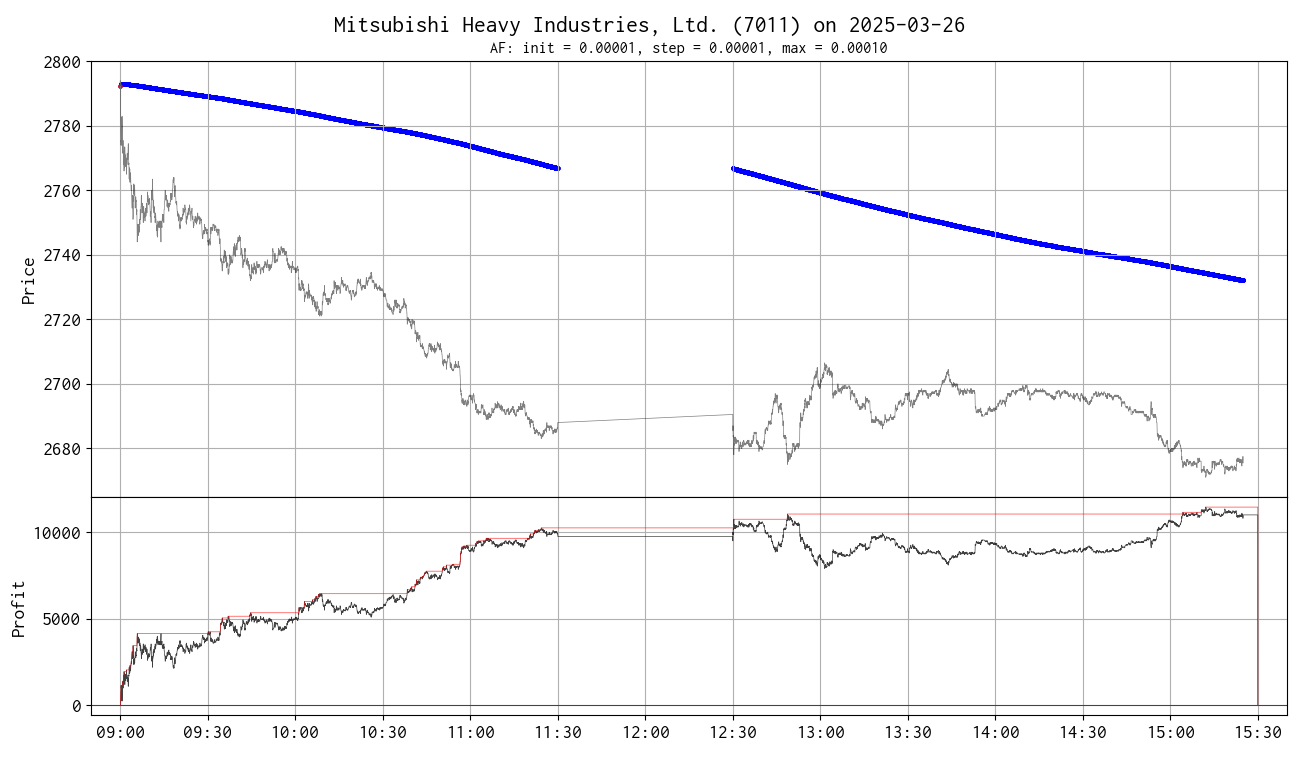 Mitsubishi Heavy Industries, Ltd. (7011) on 2025-03-26
AF: init = 0.00001, step = 0.00001, max = 0.00010
2800
2780
2760
2740
2720
2700
2680
Price
10000
5000
0
Profit
09:00 09:30 10:00 10:30 11:00 11:30 12:00 12:30 13:00 13:30 14:00 14:30 15:00 15:30